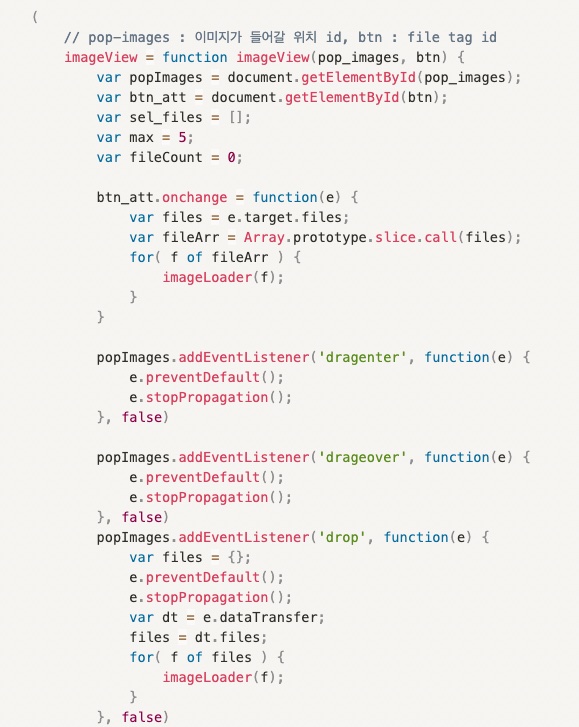 (
// pop-images : 이미지가 들어갈 위치 id, btn : file tag id
imageView = function imageView(pop_images, btn) {
var popImages = document.getElementById(pop_images);
var btn_att = document.getElementById(btn);
var sel_files = [];
var max = 5;
var fileCount = 0;
btn_att.onchange = function(e) {
var files = e.target.files;
var fileArr = Array.prototype.slice.call(files);
for( f of fileArr ) {
imageLoader(f);
}
}
popImages.addEventListener('dragenter', function(e) {
e.preventDefault();
e.stopPropagation();
}, false)
popImages.addEventListener('drageover', function(e) {
e.preventDefault();
e.stopPropagation();
}, false)
popImages.addEventListener('drop', function(e) {
var files = {};
e.preventDefault();
e.stopPropagation();
var dt = e.dataTransfer;
files = dt.files;
for( f of files ) {
imageLoader(f);
}
}, false)